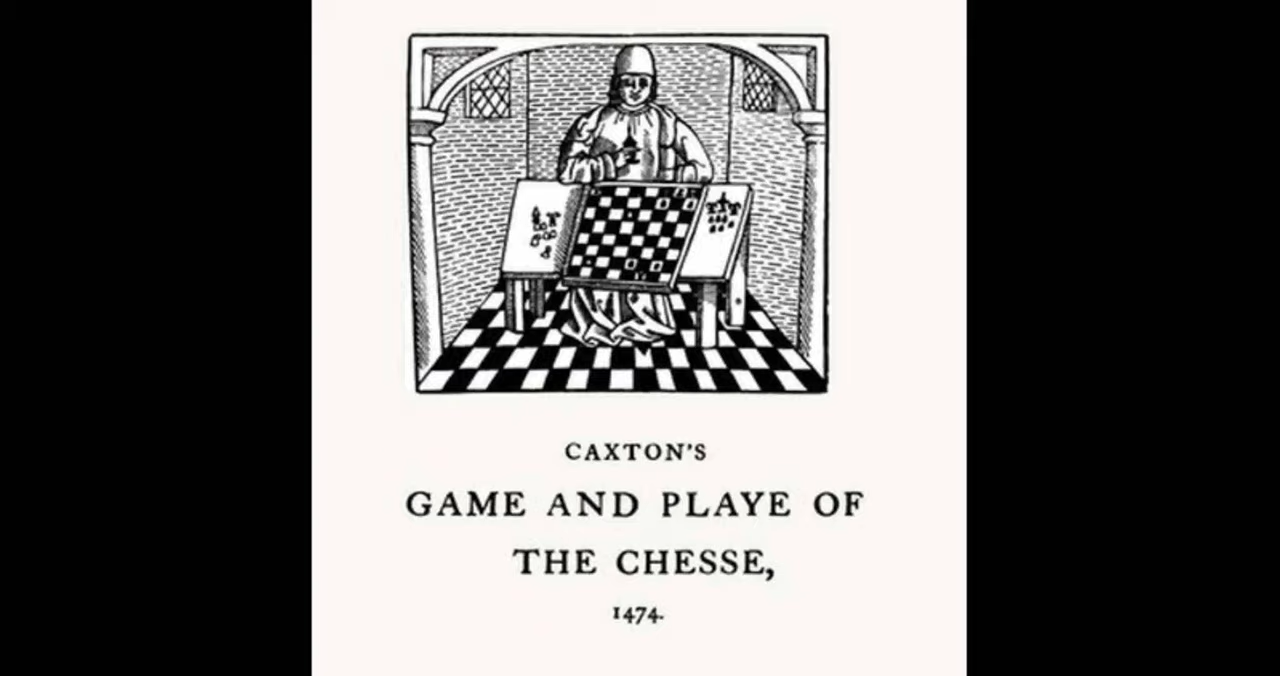 CAXTON'S
GAME AND PLAYE OF
THE CHESSE,
1474.